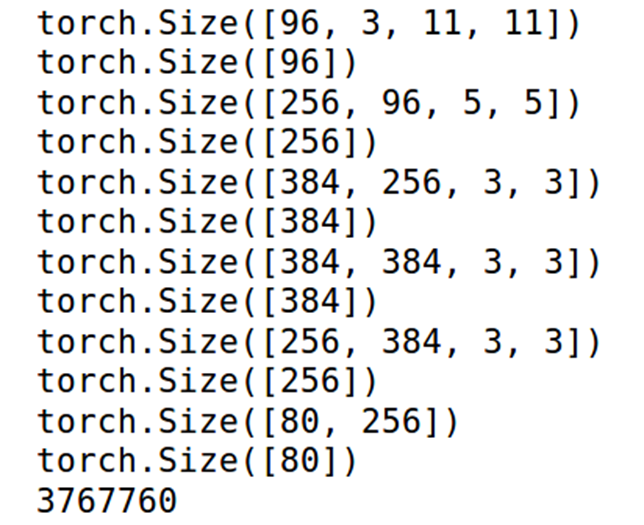 torch.Size([96, 3, 11, 11])
torch.Size([96])
torch.Size([256, 96, 5, 5])
torch.Size([256])
torch.Size([384, 256, 3, 3])
torch.Size([384])
torch.Size([384, 384, 3, 3])
torch.Size([384])
torch.Size([256, 384, 3, 3])
torch.Size([256])
torch.Size([80, 256])
torch.Size([80])
3767760